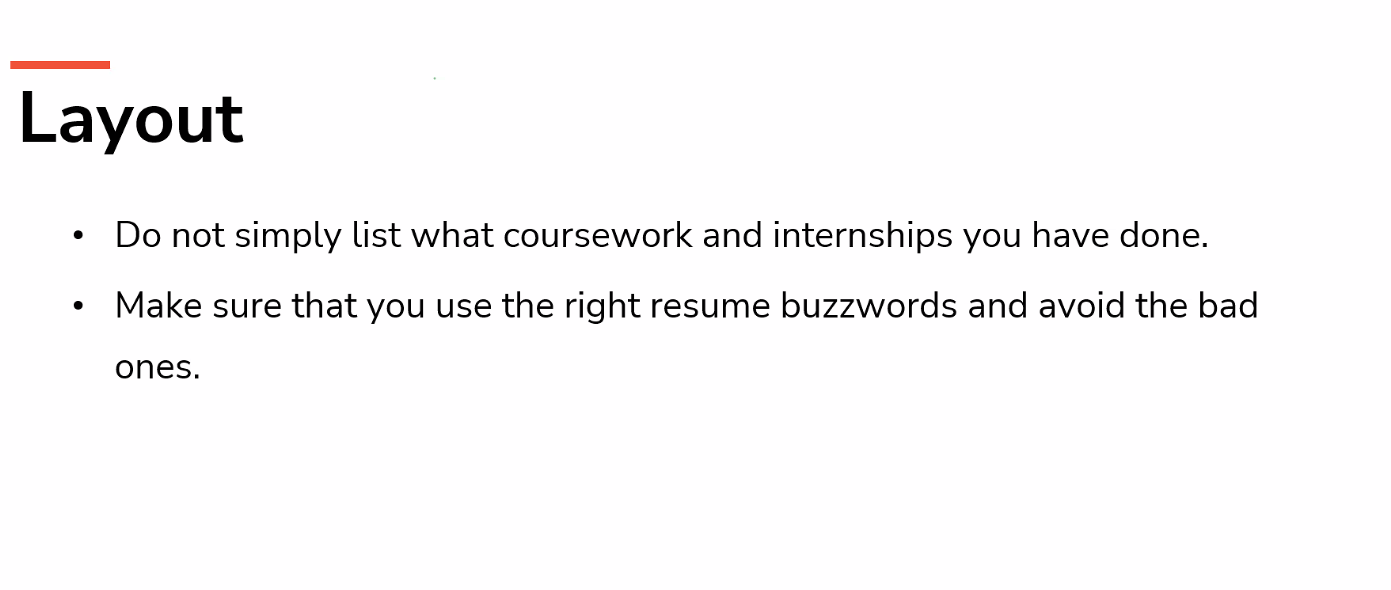 Layout
• Do not simply list what coursework and internships you have done.
• Make sure that you use the right resume buzzwords and avoid the bad
ones.